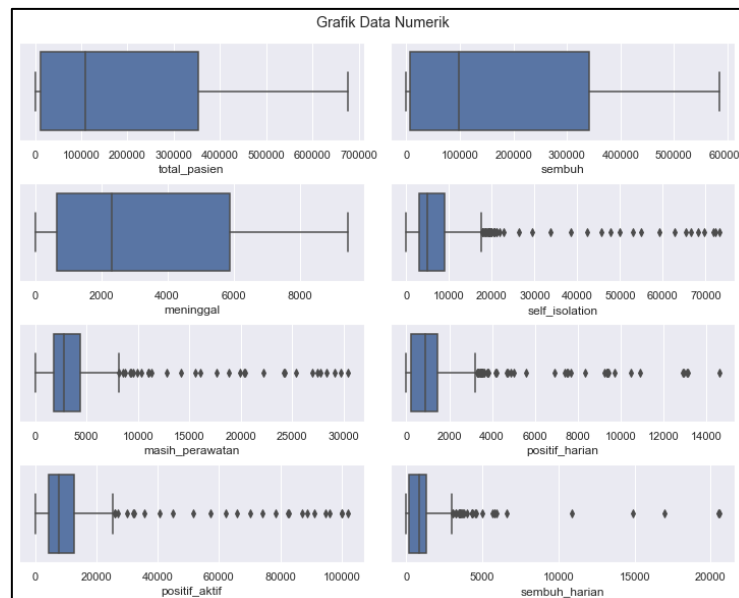 Grafik Data Numerik
0 100000 200000 300000 400000 500000 600000 700000
total_pasien
0 100000 200000 300000 400000 500000 600000
sembuh
0 2000 4000 6000 8000
meninggal
0 10000 20000 30000 40000 50000 60000 70000
self_isolation
0 5000 10000 15000 20000 25000 30000
masih_perawatan
0 2000 4000 6000 8000 10000 12000 14000
positif_harian
0 20000 40000 60000 80000 100000
positif_aktif
0 5000 10000 15000 20000
sembuh_harian